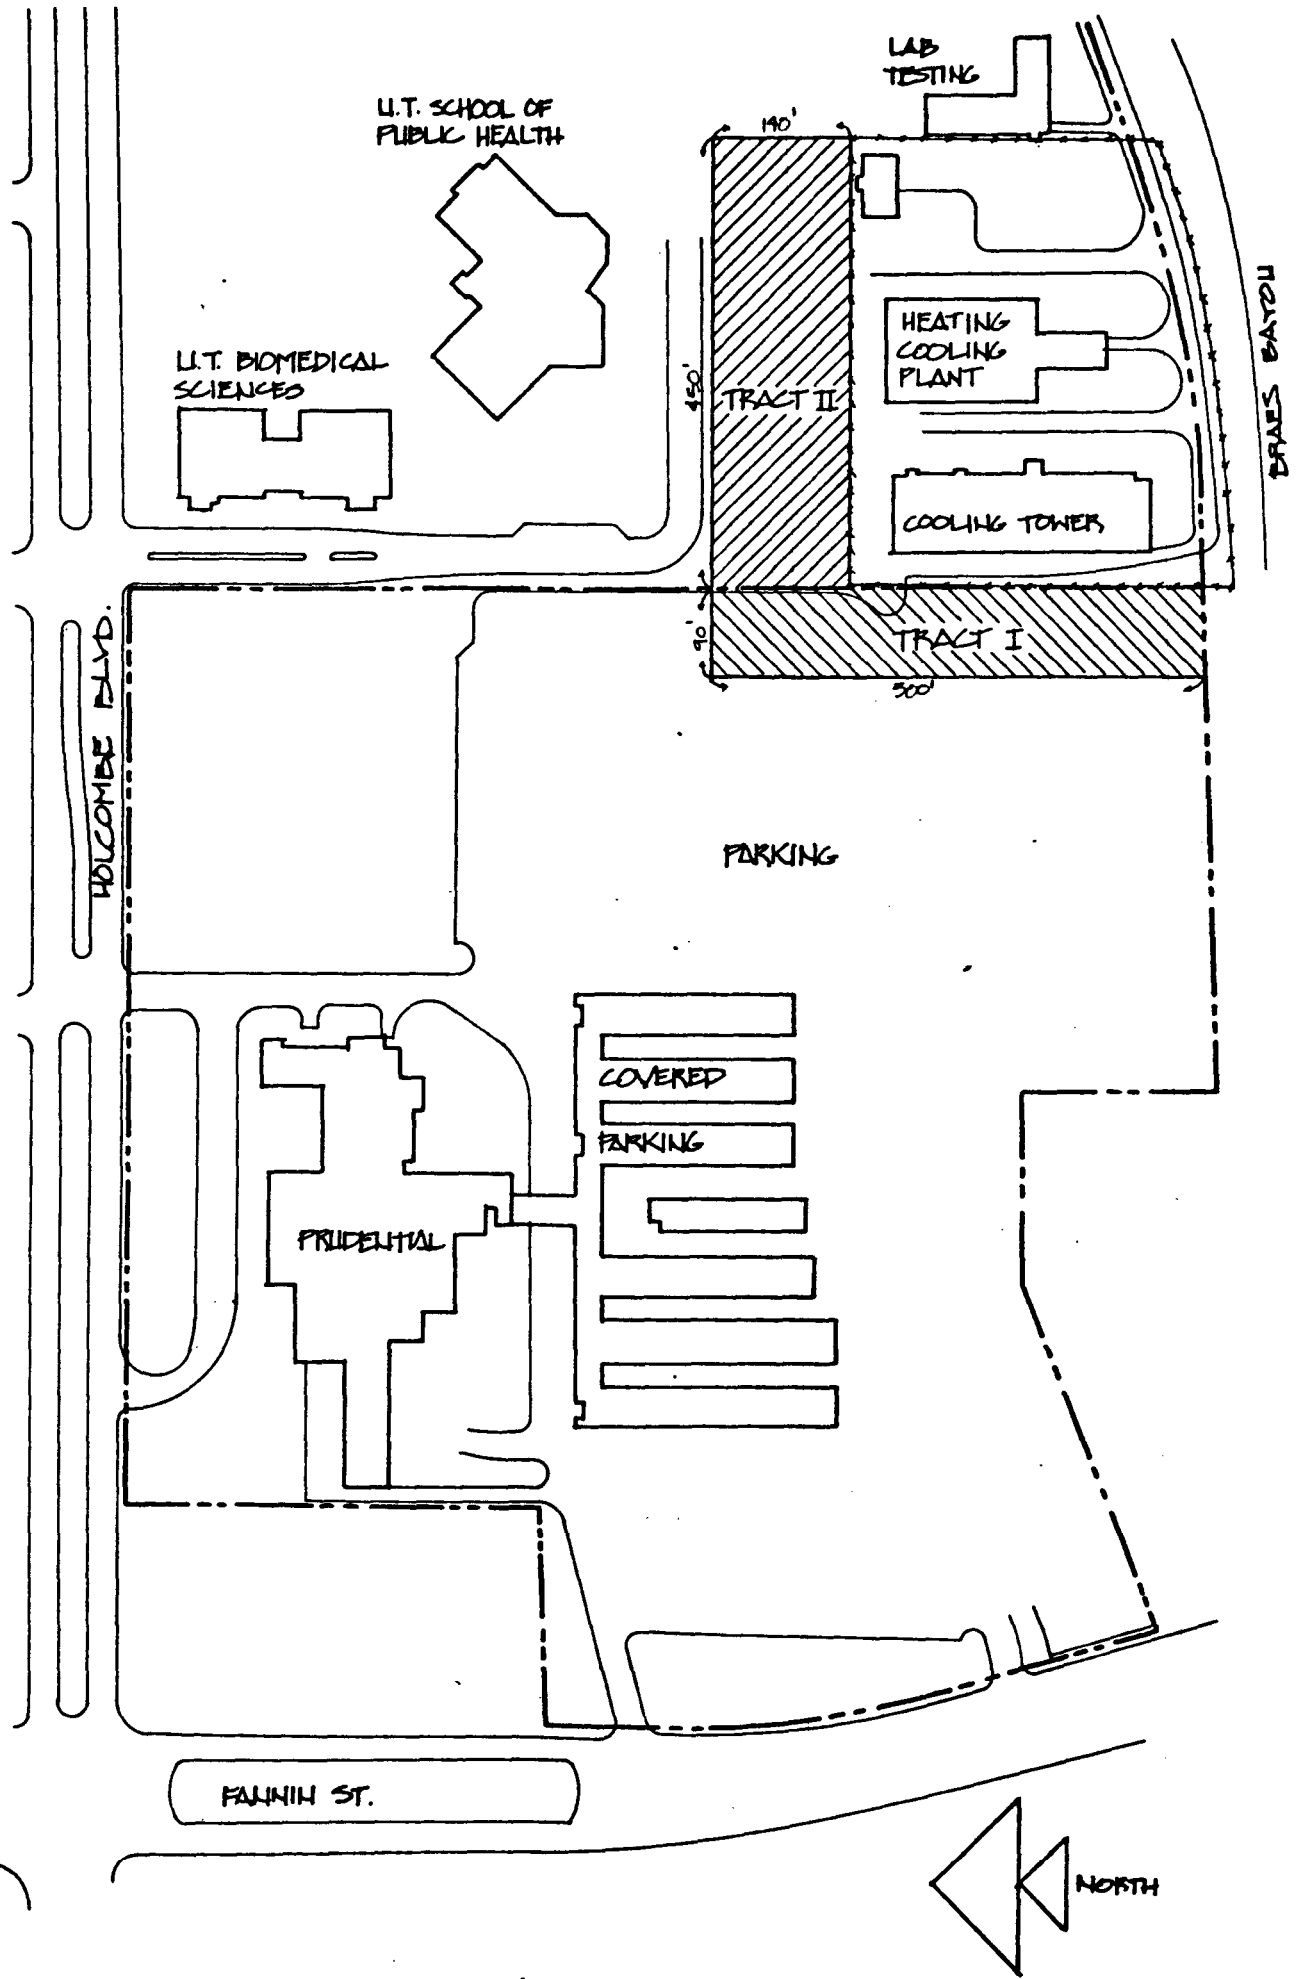 LAB
TESTING
U.T. SCHOOL OF
PUBLIC HEALTH
140'
U.T. BIOMEDICAL
SCIENCES
450'
TRACT II
HEATING
COOLING
PLANT
BRAES BAYOU
COOLING TOWER
HOLCOMBE BLVD.
90'
TRACT I
500'
PARKING
COVERED
PARKING
PRUDENTIAL
FANNIN ST.
NORTH